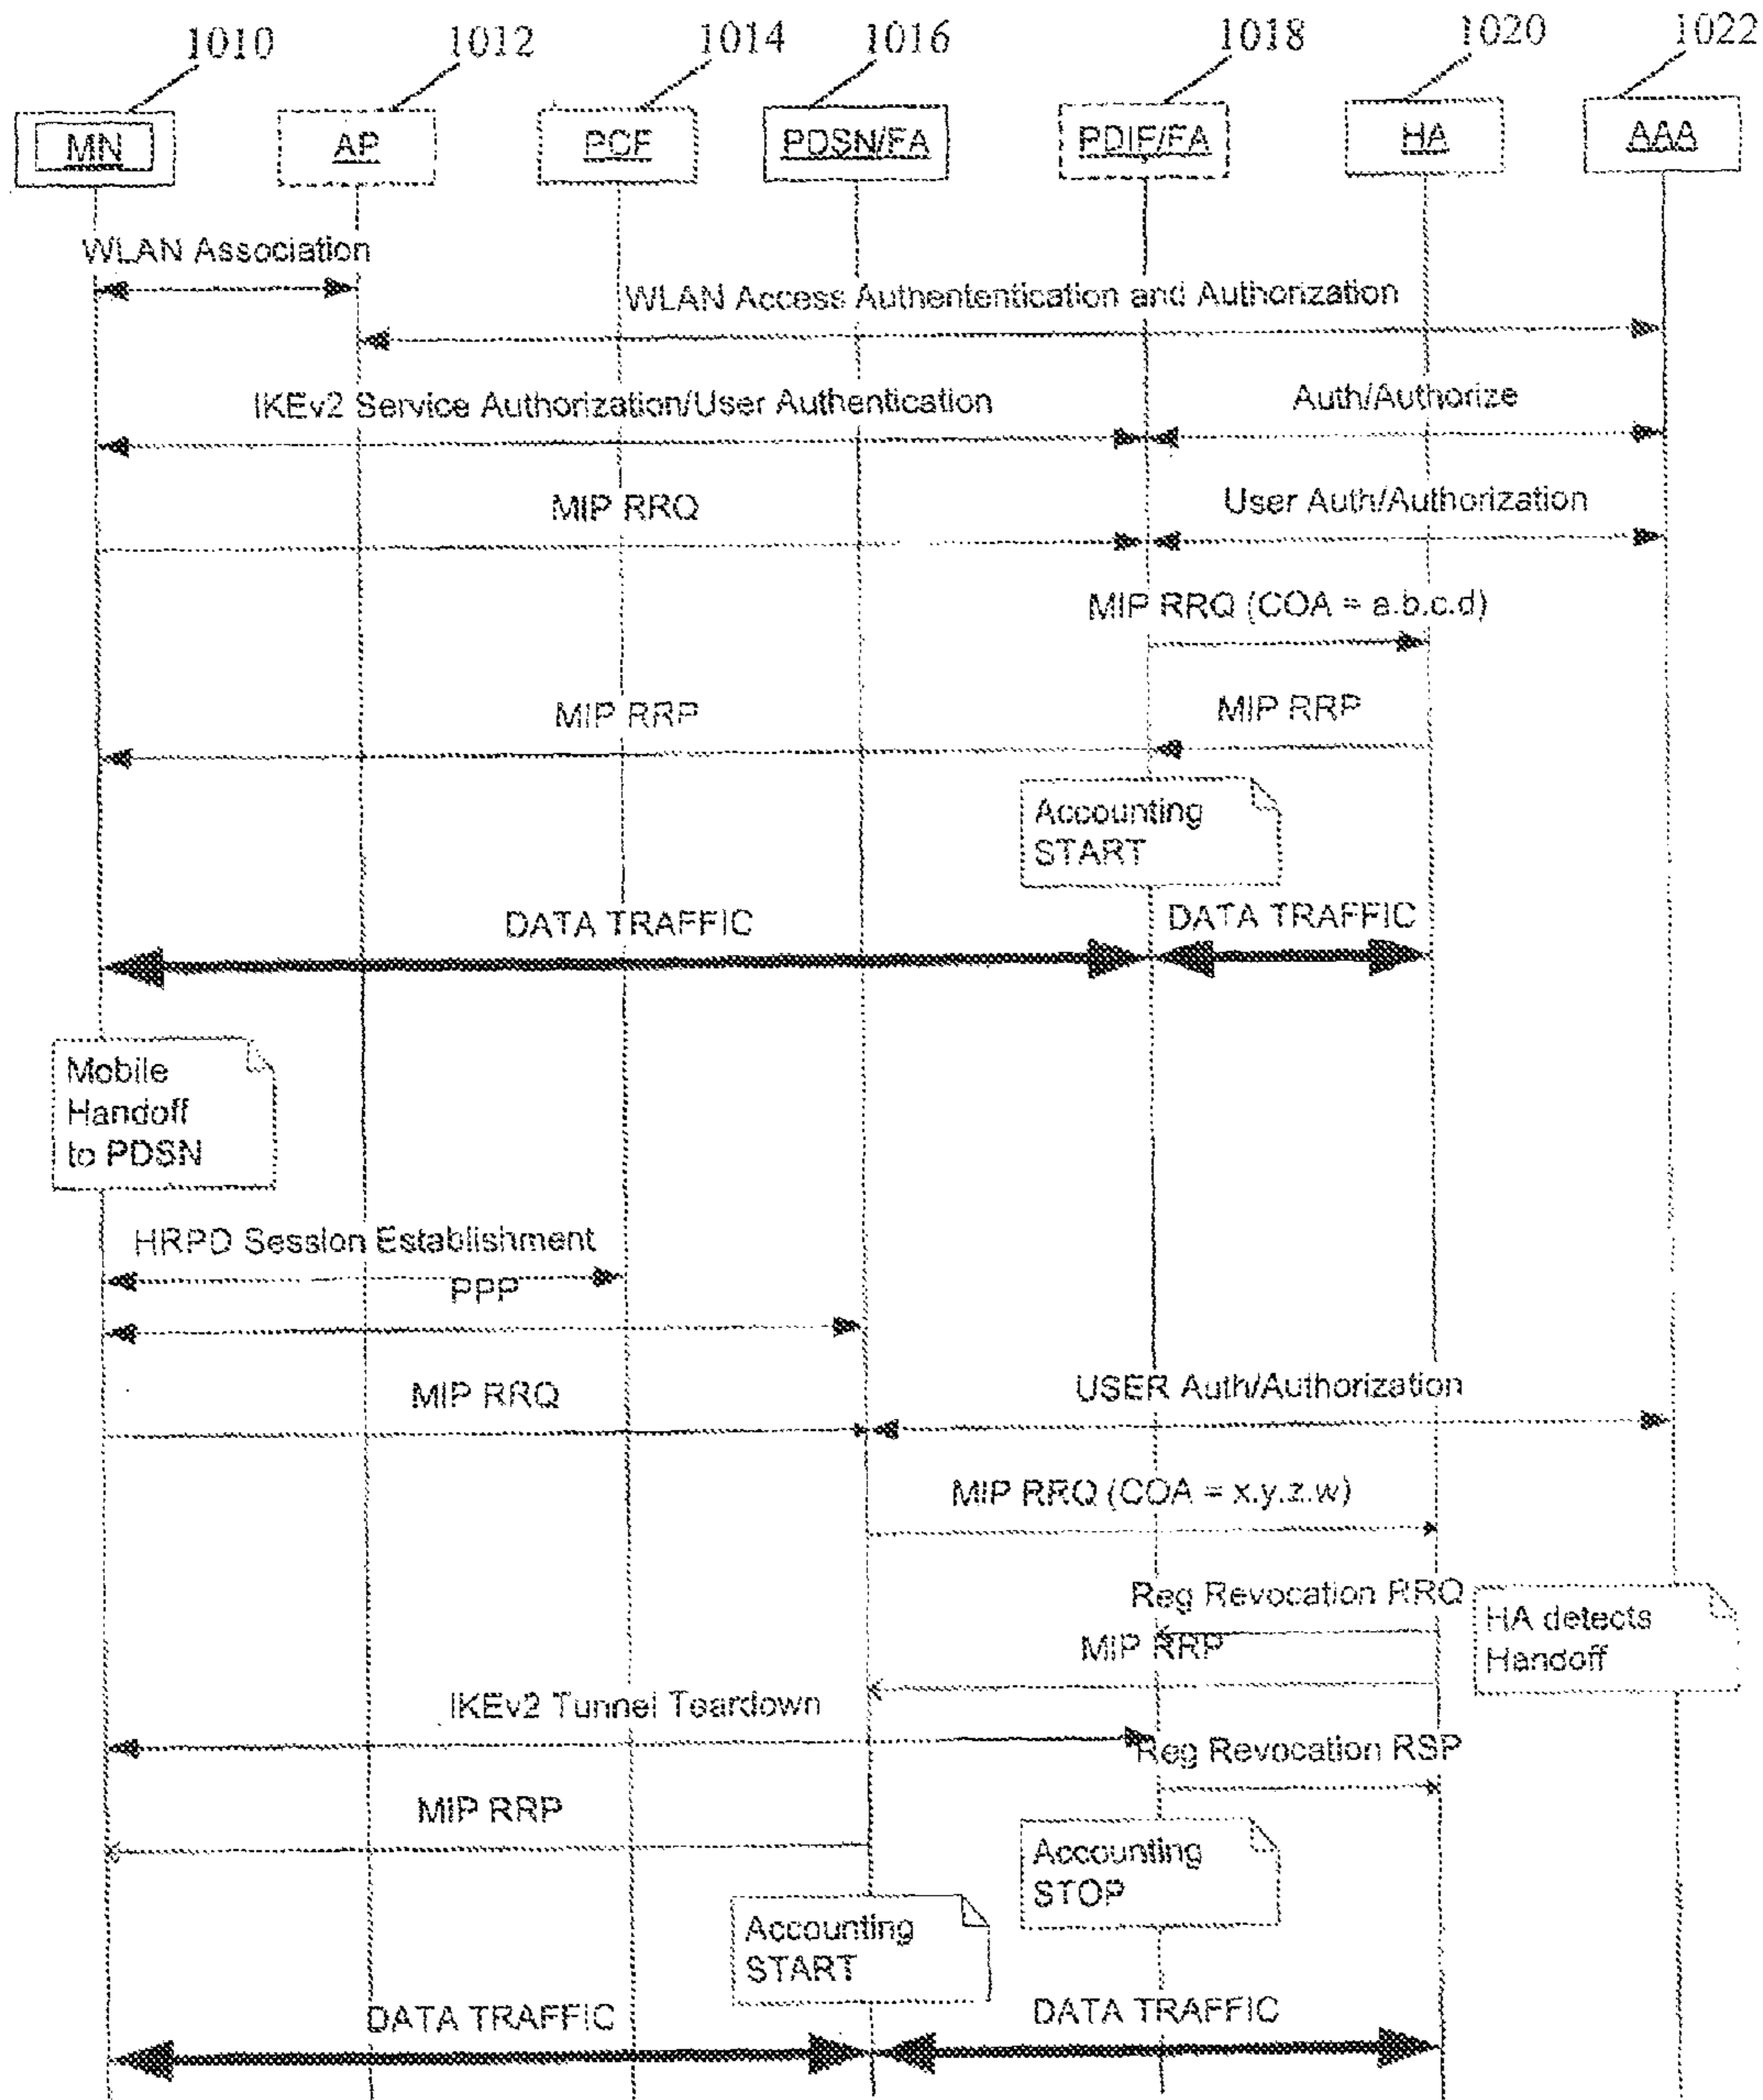 1010
1012
1014
1016
1018
1020
1022
MN
AP
PCF
PDSN/FA
PDIF/FA
HA
AAA
WLAN Association
WLAN Access Authententication and Authorization
IKEv2 Service Authorization/User Authentication
Auth/Authorize
MIP RRQ
User Auth/Authorization
MIP RRQ (COA = a.b.c.d)
MIP RRP
MIP RRP
Accounting
START
DATA TRAFFIC
DATA TRAFFIC
Mobile
Handoff
to PDSN
HRPD Session Establishment
PPP
MIP RRQ
USER Auth/Authorization
MIP RRQ (COA = x.y.z.w)
Reg Revocation RRQ
HA detects
Handoff
MIP RRP
IKEv2 Tunnel Teardown
Reg Revocation RSP
MIP RRP
Accounting
STOP
Accounting
START
DATA TRAFFIC
DATA TRAFFIC